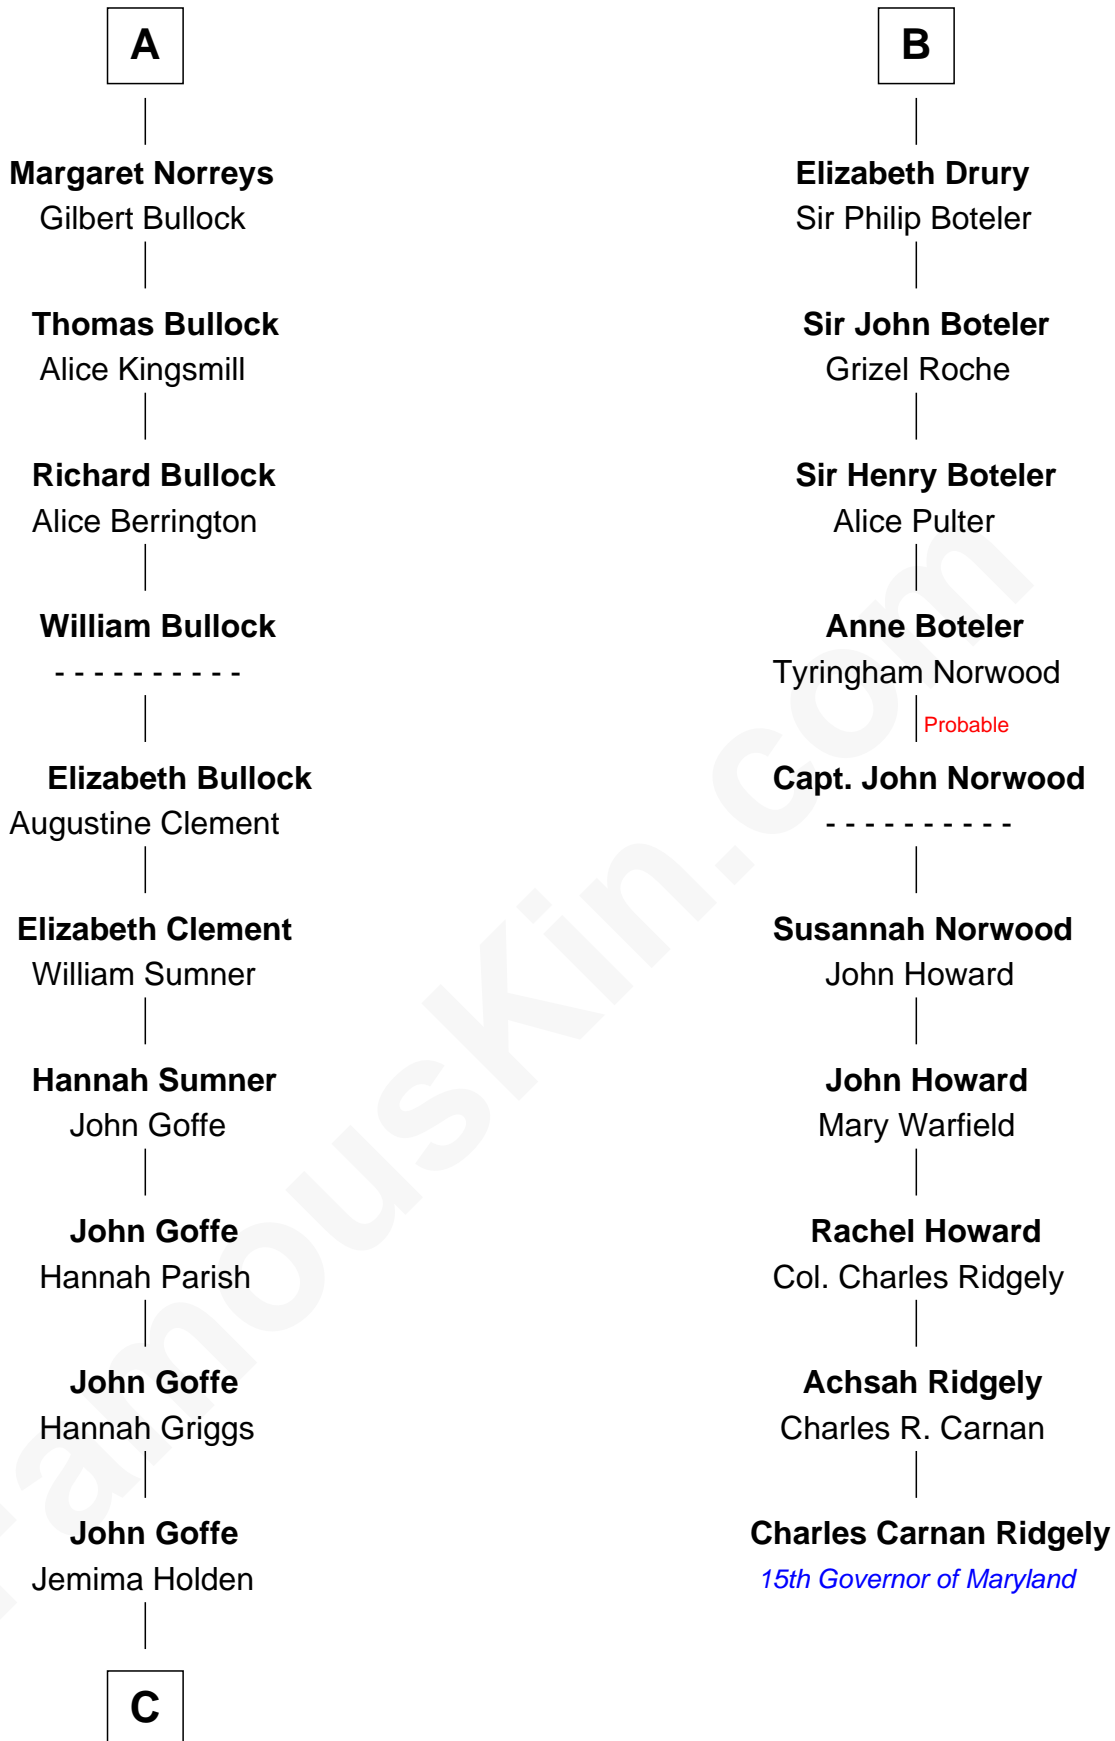 A
Margaret Norreys
Gilbert Bullock
Thomas Bullock
Alice Kingsmill
Richard Bullock
Alice Berrington
William Bullock
- - - - - - - - - -
Elizabeth Bullock
Augustine Clement
Elizabeth Clement
William Sumner
Hannah Sumner
John Goffe
John Goffe
Hannah Parish
John Goffe
Hannah Griggs
John Goffe
Jemima Holden
C
B
Elizabeth Drury
Sir Philip Boteler
Sir John Boteler
Grizel Roche
Sir Henry Boteler
Alice Pulter
Anne Boteler
Tyringham Norwood
Probable
Capt. John Norwood
- - - - - - - - - -
Susannah Norwood
John Howard
John Howard
Mary Warfield
Rachel Howard
Col. Charles Ridgely
Achsah Ridgely
Charles R. Carnan
Charles Carnan Ridgely
15th Governor of Maryland
FamousKin.com